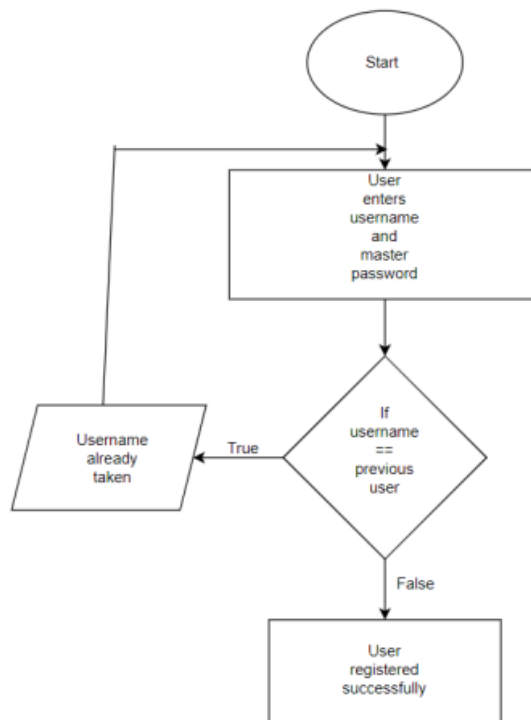 Start
User
enters
username
and
master
password
If
username
==
previous
user
True
Username
already
taken
False
User
registered
successfully